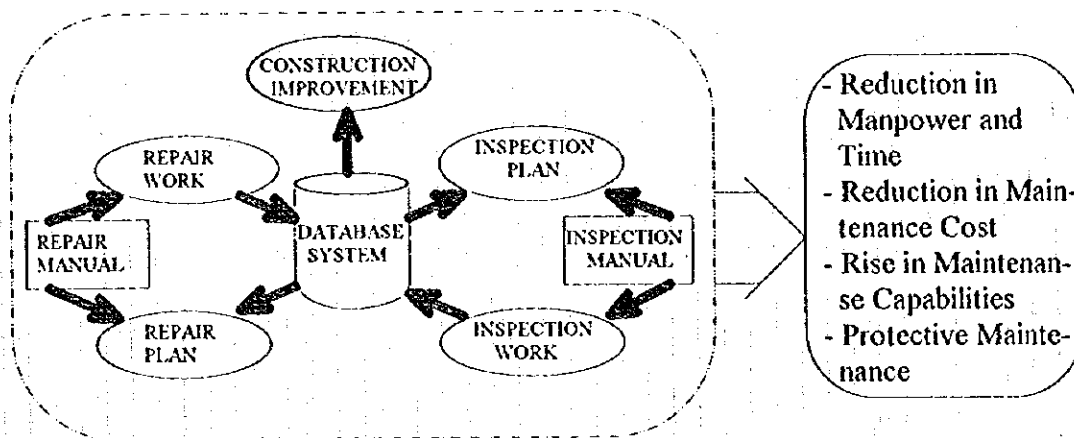 CONSTRUCTION
IMPROVEMENT
REPAIR
WORK
INSPECTION
PLAN
REPAIR
MANUAL
DATABASE
SYSTEM
INSPECTION
MANUAL
REPAIR
PLAN
INSPECTION
WORK
- Reduction in
Manpower and
Time
- Reduction in Main-
tenance Cost
- Rise in Maintenan-
se Capabilities
- Protective Mainte-
nance